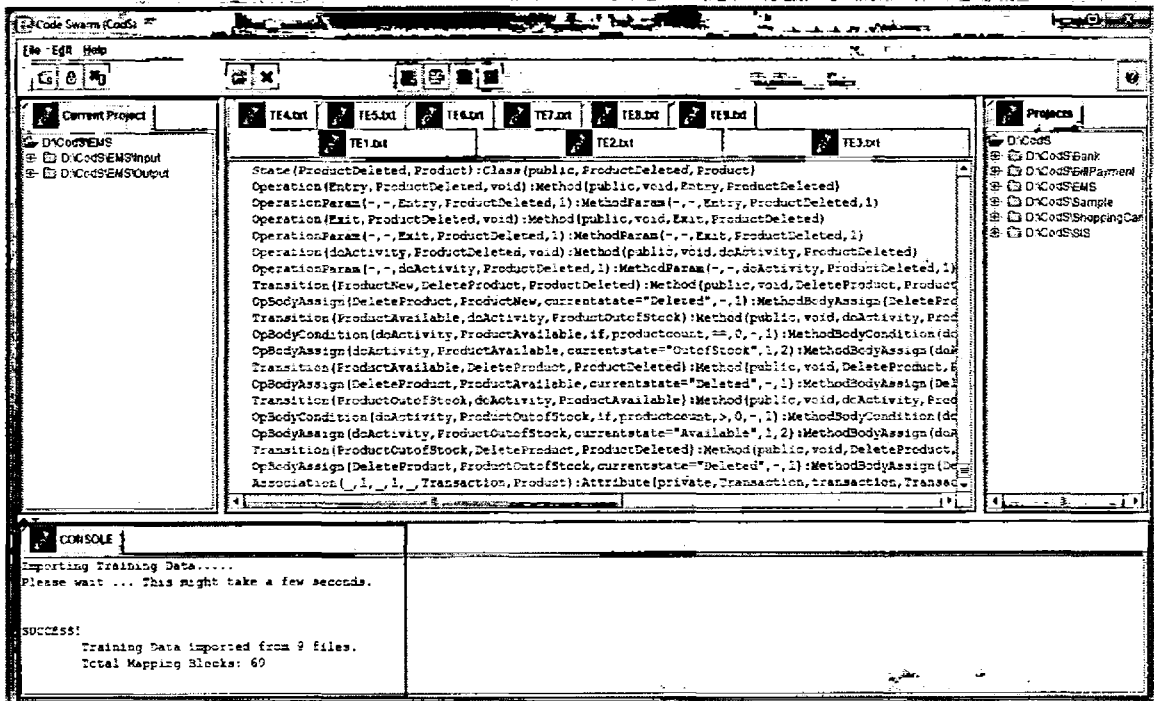 Code Swarm (CodS)
File Edit Help
Current Project
D:\CodS\EMS
D:\CodS\EMS\Input
D:\CodS\EMS\Output
TE4.txt TE5.txt TE6.txt TE7.txt TE8.txt TE9.txt
TE1.txt TE2.txt TE3.txt
State{ProductDeleted,Product}:Class{public,ProductDeleted,Product}
Operation{Entry,ProductDeleted,void}:Method{public,void,Entry,ProductDeleted}
OperationParam{-,-,Entry,ProductDeleted,1}:MethodParam{-,-,Entry,ProductDeleted,1}
Operation{Exit,ProductDeleted,void}:Method{public,void,Exit,ProductDeleted}
OperationParam{-,-,Exit,ProductDeleted,1}:MethodParam{-,-,Exit,ProductDeleted,1}
Operation{doActivity,ProductDeleted,void}:Method{public,void,doActivity,ProductDeleted}
OperationParam{-,-,doActivity,ProductDeleted,1}:MethodParam{-,-,doActivity,ProductDeleted,1}
Transition{ProductNew,DeleteProduct,ProductDeleted}:Method{public,void,DeleteProduct,Product
OpBodyAssign{DeleteProduct,ProductNew,currentstate="Deleted",-,1}:MethodBodyAssign{DeletePro
Transition{ProductAvailable,doActivity,ProductOutofStock}:Method{public,void,doActivity,Prod
OpBodyCondition{doActivity,ProductAvailable,if,productcount,==,0,-,1}:MethodBodyCondition{do
OpBodyAssign{doActivity,ProductAvailable,currentstate="OutofStock",1,2}:MethodBodyAssign{doA
Transition{ProductAvailable,DeleteProduct,ProductDeleted}:Method{public,void,DeleteProduct,P
OpBodyAssign{DeleteProduct,ProductAvailable,currentstate="Deleted",-,1}:MethodBodyAssign{Del
Transition{ProductOutofStock,doActivity,ProductAvailable}:Method{public,void,doActivity,Prod
OpBodyCondition{doActivity,ProductOutofStock,if,productcount,>,0,-,1}:MethodBodyCondition{do
OpBodyAssign{doActivity,ProductOutofStock,currentstate="Available",1,2}:MethodBodyAssign{doA
Transition{ProductOutofStock,DeleteProduct,ProductDeleted}:Method{public,void,DeleteProduct,
OpBodyAssign{DeleteProduct,ProductOutofStock,currentstate="Deleted",-,1}:MethodBodyAssign{De
Association{_,1,_,1,_,Transaction,Product}:Attribute{private,Transaction,transaction,Transac
Projects
D:\CodS
D:\CodS\Bank
D:\CodS\BillPayment
D:\CodS\EMS
D:\CodS\Sample
D:\CodS\ShoppingCar
D:\CodS\SIS
CONSOLE
Importing Training Data.....
Please wait ... This might take a few seconds.
SUCCESS!
Training Data imported from 9 files.
Total Mapping Blocks: 60